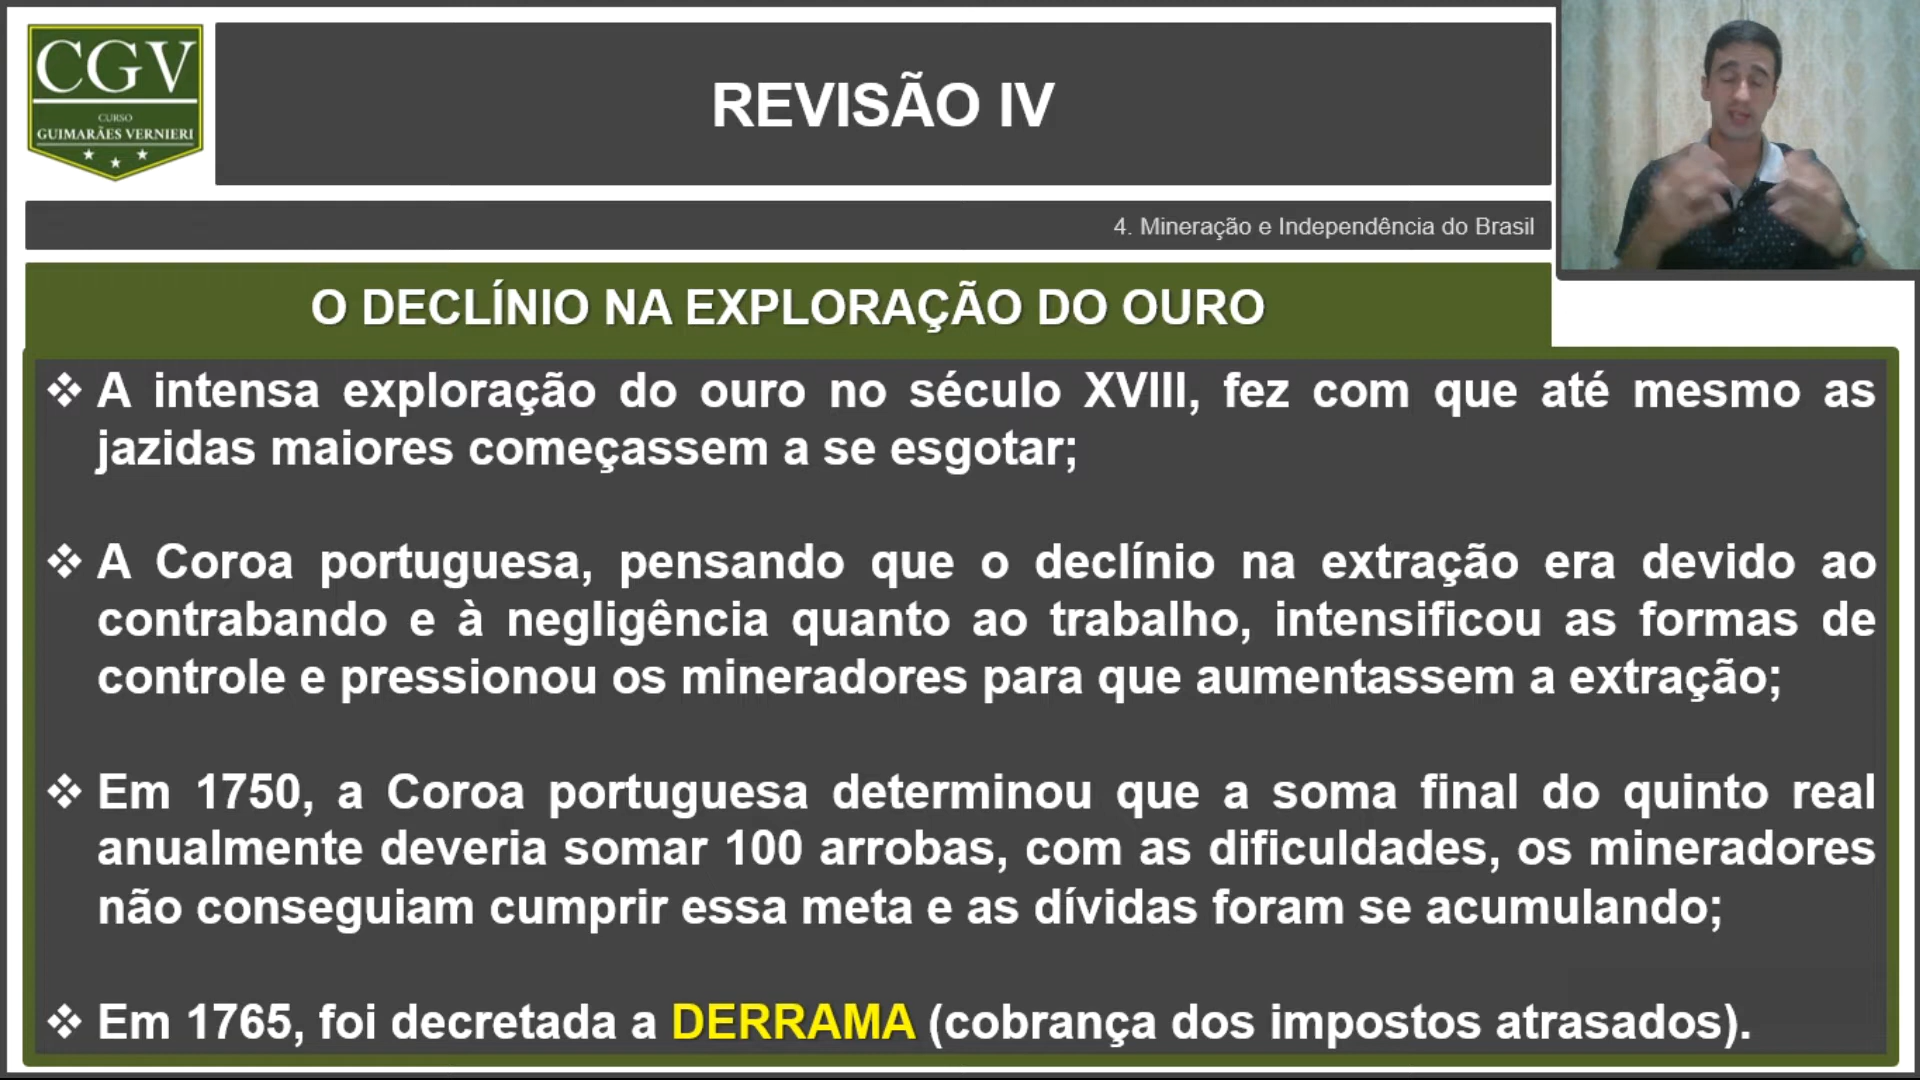 CGV
CURSO
GUIMARÃES VERNIERI
REVISÃO IV
4. Mineração e Independência do Brasil
O DECLÍNIO NA EXPLORAÇÃO DO OURO
❖ A intensa exploração do ouro no século XVIII, fez com que até mesmo as
jazidas maiores começassem a se esgotar;
❖ A Coroa portuguesa, pensando que o declínio na extração era devido ao
contrabando e à negligência quanto ao trabalho, intensificou as formas de
controle e pressionou os mineradores para que aumentassem a extração;
❖ Em 1750, a Coroa portuguesa determinou que a soma final do quinto real
anualmente deveria somar 100 arrobas, com as dificuldades, os mineradores
não conseguiam cumprir essa meta e as dívidas foram se acumulando;
❖ Em 1765, foi decretada a DERRAMA (cobrança dos impostos atrasados).